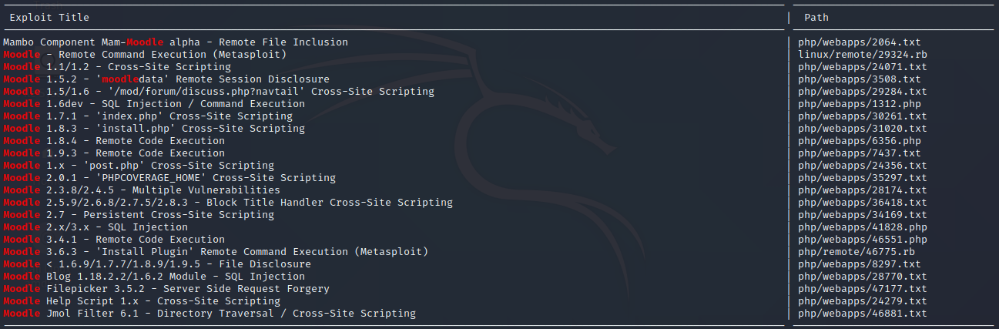 Exploit Title | Path
Mambo Component Mam-Moodle alpha - Remote File Inclusion | php/webapps/2064.txt
Moodle - Remote Command Execution (Metasploit) | linux/remote/29324.rb
Moodle 1.1/1.2 - Cross-Site Scripting | php/webapps/24071.txt
Moodle 1.5.2 - 'moodledata' Remote Session Disclosure | php/webapps/3508.txt
Moodle 1.5/1.6 - '/mod/forum/discuss.php?navtail' Cross-Site Scripting | php/webapps/29284.txt
Moodle 1.6dev - SQL Injection / Command Execution | php/webapps/1312.php
Moodle 1.7.1 - 'index.php' Cross-Site Scripting | php/webapps/30261.txt
Moodle 1.8.3 - 'install.php' Cross-Site Scripting | php/webapps/31020.txt
Moodle 1.8.4 - Remote Code Execution | php/webapps/6356.php
Moodle 1.9.3 - Remote Code Execution | php/webapps/7437.txt
Moodle 1.x - 'post.php' Cross-Site Scripting | php/webapps/24356.txt
Moodle 2.0.1 - 'PHPCOVERAGE_HOME' Cross-Site Scripting | php/webapps/35297.txt
Moodle 2.3.8/2.4.5 - Multiple Vulnerabilities | php/webapps/28174.txt
Moodle 2.5.9/2.6.8/2.7.5/2.8.3 - Block Title Handler Cross-Site Scripting | php/webapps/36418.txt
Moodle 2.7 - Persistent Cross-Site Scripting | php/webapps/34169.txt
Moodle 2.x/3.x - SQL Injection | php/webapps/41828.php
Moodle 3.4.1 - Remote Code Execution | php/webapps/46551.php
Moodle 3.6.3 - 'Install Plugin' Remote Command Execution (Metasploit) | php/remote/46775.rb
Moodle < 1.6.9/1.7.7/1.8.9/1.9.5 - File Disclosure | php/webapps/8297.txt
Moodle Blog 1.18.2.2/1.6.2 Module - SQL Injection | php/webapps/28770.txt
Moodle Filepicker 3.5.2 - Server Side Request Forgery | php/webapps/47177.txt
Moodle Help Script 1.x - Cross-Site Scripting | php/webapps/24279.txt
Moodle Jmol Filter 6.1 - Directory Traversal / Cross-Site Scripting | php/webapps/46881.txt